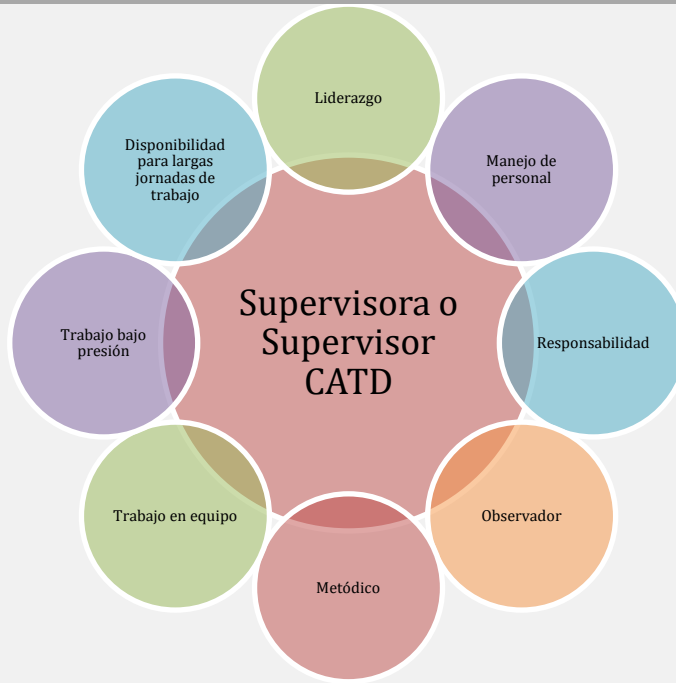 Liderazgo
Disponibilidad
para largas
jornadas de
trabajo
Manejo de
personal
Supervisora o
Supervisor
CATD
Trabajo bajo
presión
Responsabilidad
Trabajo en equipo
Observador
Metódico